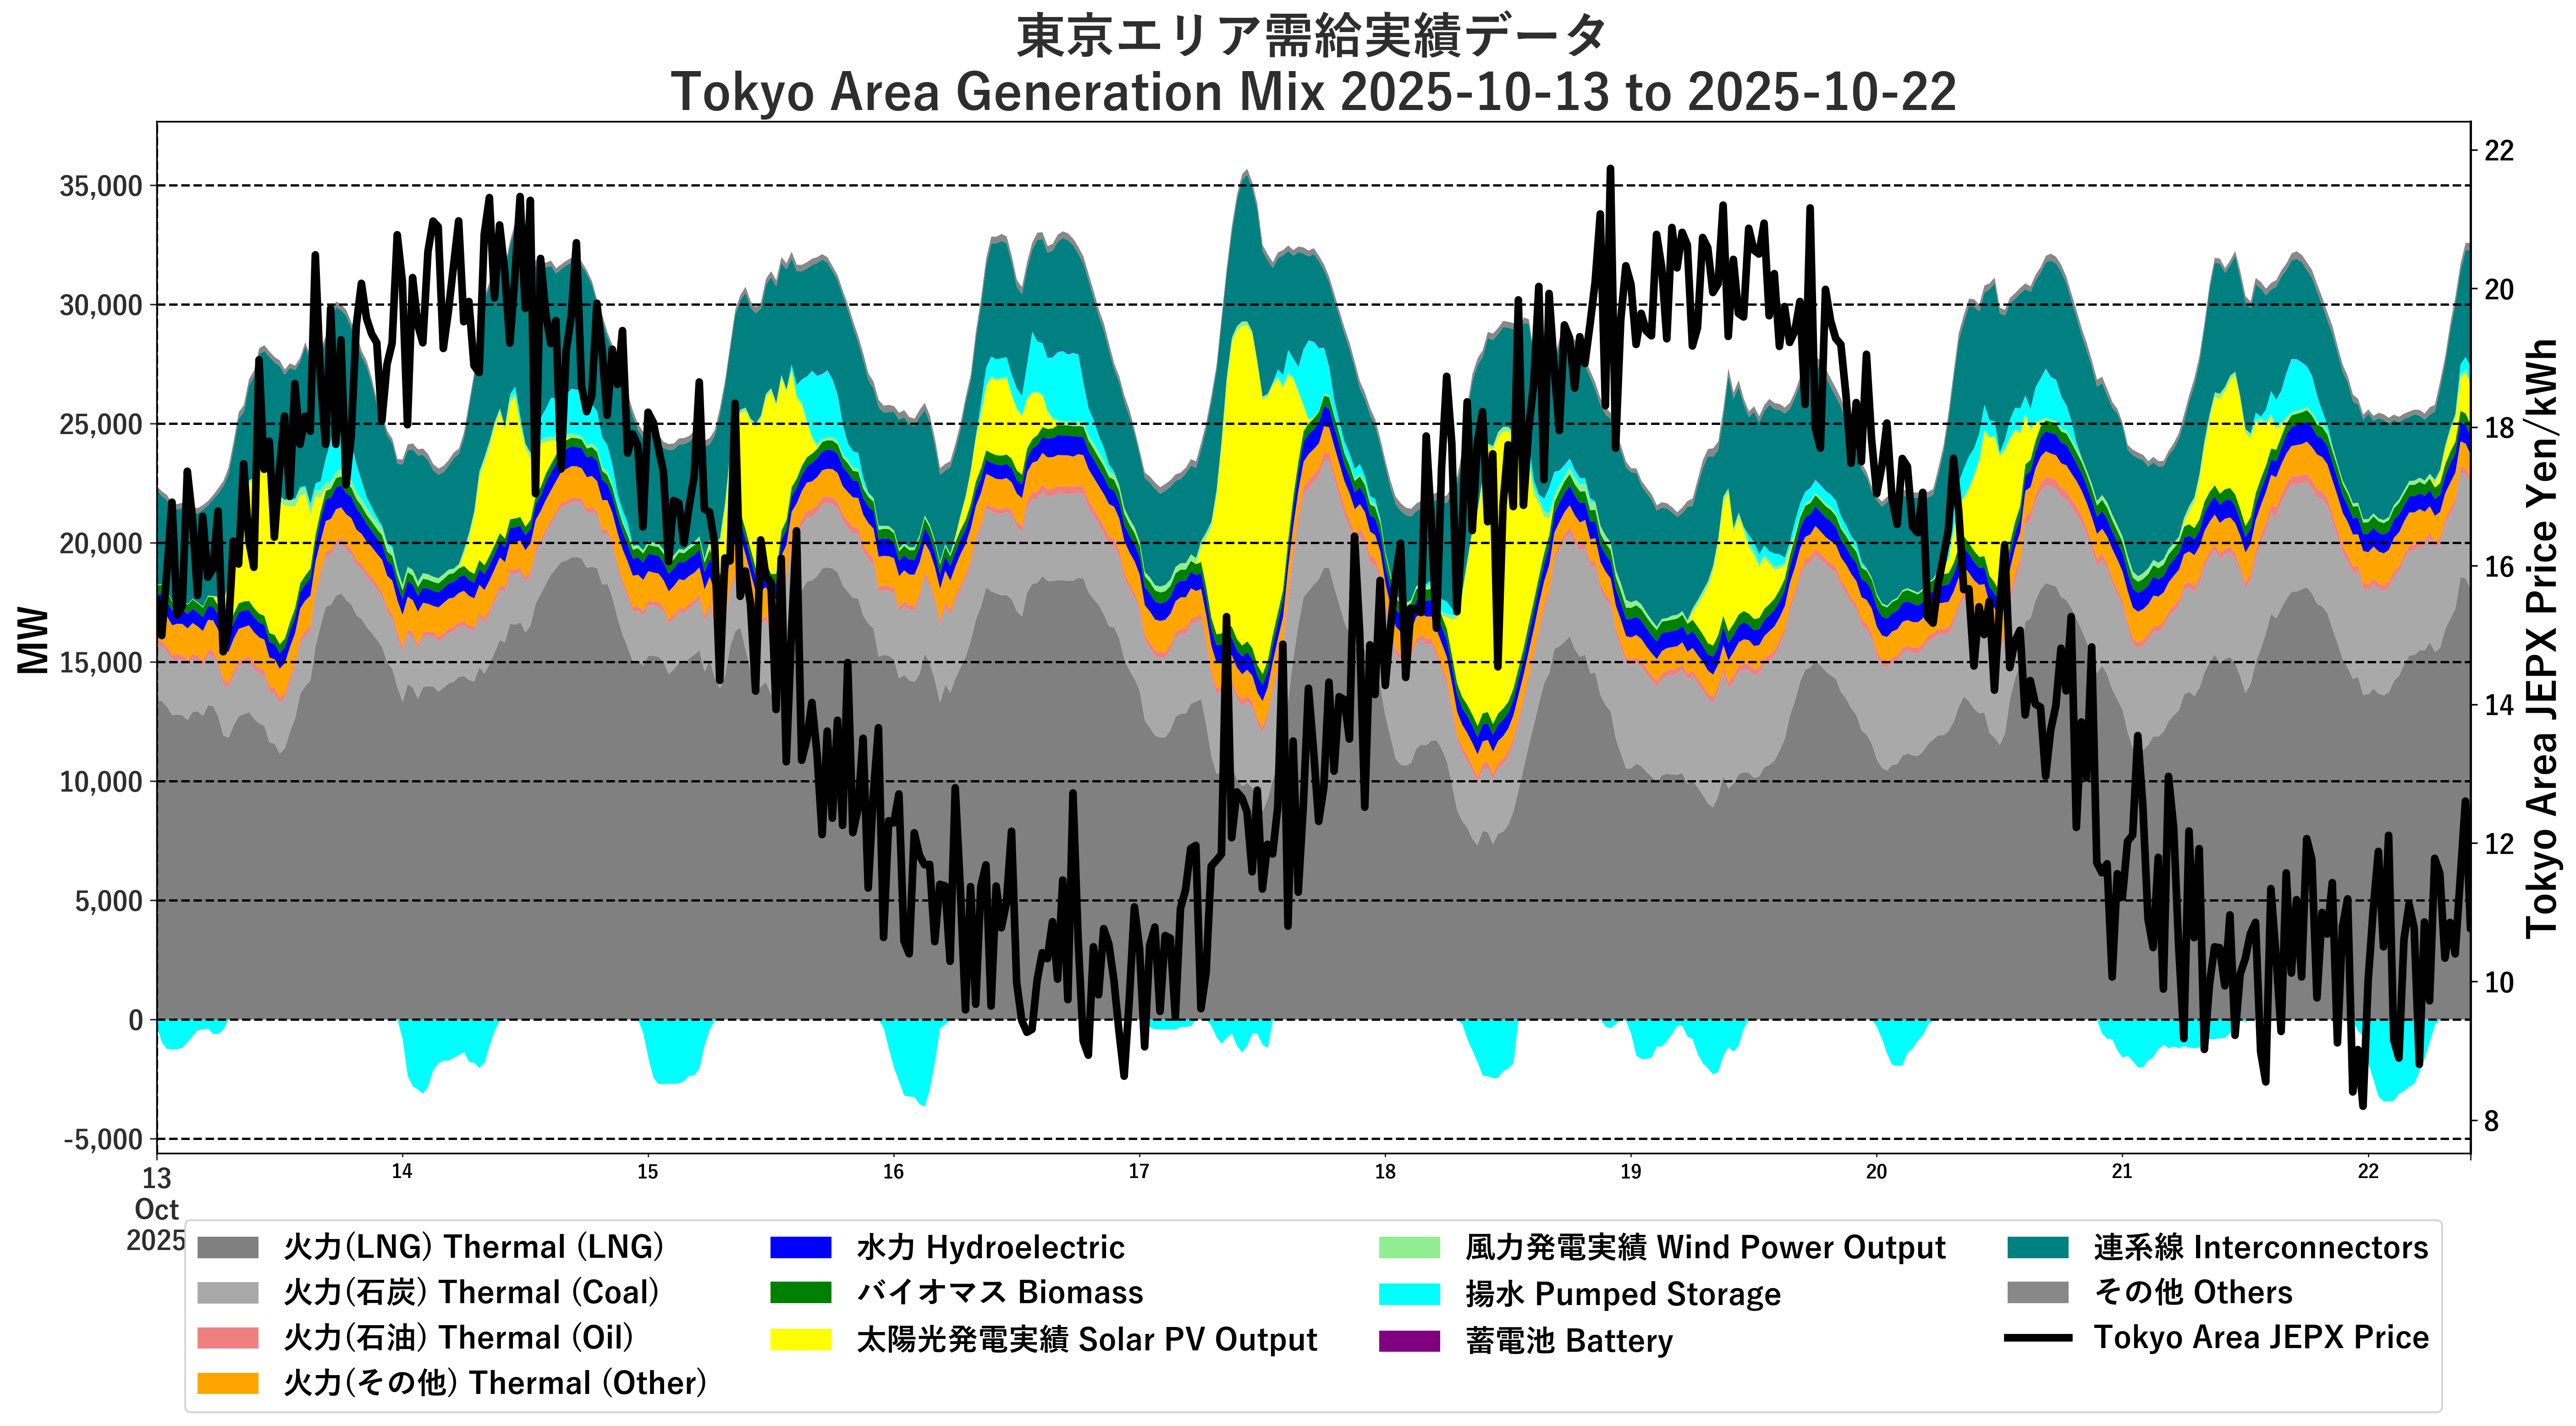 東京エリア需給実績データ
Tokyo Area Generation Mix 2025-10-13 to 2025-10-22
MW
35,000
30,000
25,000
20,000
15,000
10,000
5,000
0
-5,000
22
20
18
16
14
12
10
8
Tokyo Area JEPX Price Yen/kWh
13
Oct
2025
14
15
16
17
18
19
20
21
22
火力(LNG) Thermal (LNG)
火力(石炭) Thermal (Coal)
火力(石油) Thermal (Oil)
火力(その他) Thermal (Other)
水力 Hydroelectric
バイオマス Biomass
太陽光発電実績 Solar PV Output
風力発電実績 Wind Power Output
揚水 Pumped Storage
蓄電池 Battery
連系線 Interconnectors
その他 Others
Tokyo Area JEPX Price